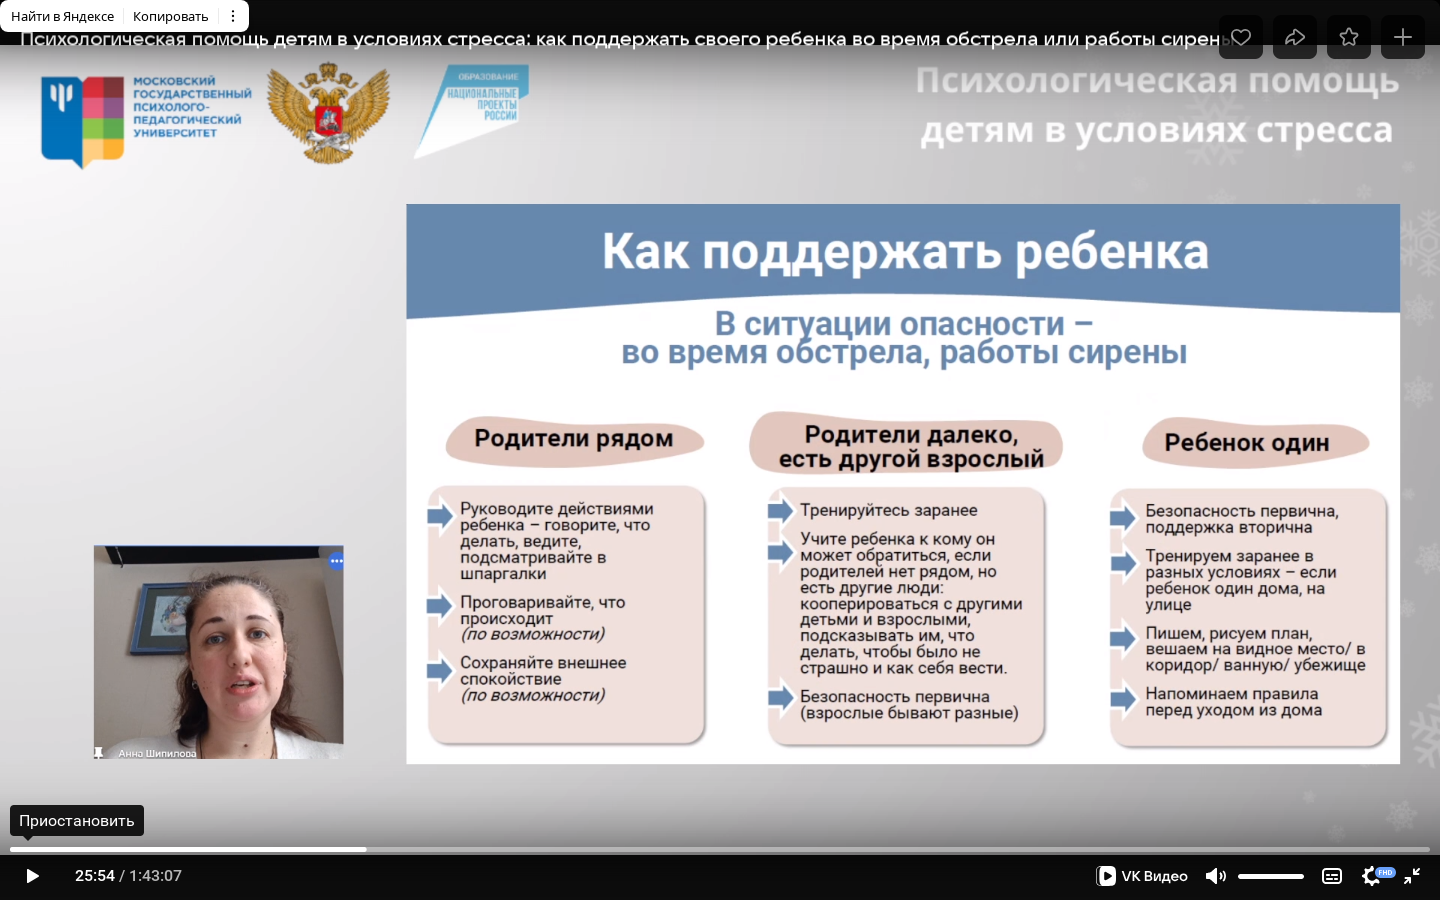 Найти в Яндексе
Копировать
Психологическая помощь детям в условиях стресса: как поддержать своего ребенка во время обстрела или работы сирены
МОСКОВСКИЙ
ГОСУДАРСТВЕННЫЙ
ПСИХОЛОГО-
ПЕДАГОГИЧЕСКИЙ
УНИВЕРСИТЕТ
ОБРАЗОВАНИЕ
НАЦИОНАЛЬНЫЕ
ПРОЕКТЫ
РОССИИ
Психологическая помощь
детям в условиях стресса
Как поддержать ребенка
В ситуации опасности –
во время обстрела, работы сирены
Родители рядом
Руководите действиями
ребенка – говорите, что
делать, ведите,
подсматривайте в
шпаргалки
Проговаривайте, что
происходит
(по возможности)
Сохраняйте внешнее
спокойствие
(по возможности)
Родители далеко,
есть другой взрослый
Тренируйтесь заранее
Учите ребенка к кому он
может обратиться, если
родителей нет рядом, но
есть другие люди:
кооперироваться с другими
детьми и взрослыми,
подсказывать им, что
делать, чтобы было не
страшно и как себя вести.
Безопасность первична
(взрослые бывают разные)
Ребенок один
Безопасность первична,
поддержка вторична
Тренируем заранее в
разных условиях – если
ребенок один дома, на
улице
Пишем, рисуем план,
вешаем на видное место/ в
коридор/ ванную/ убежище
Напоминаем правила
перед уходом из дома
Анна Шипилова
Приостановить
25:54 / 1:43:07
VK Видео
FHD